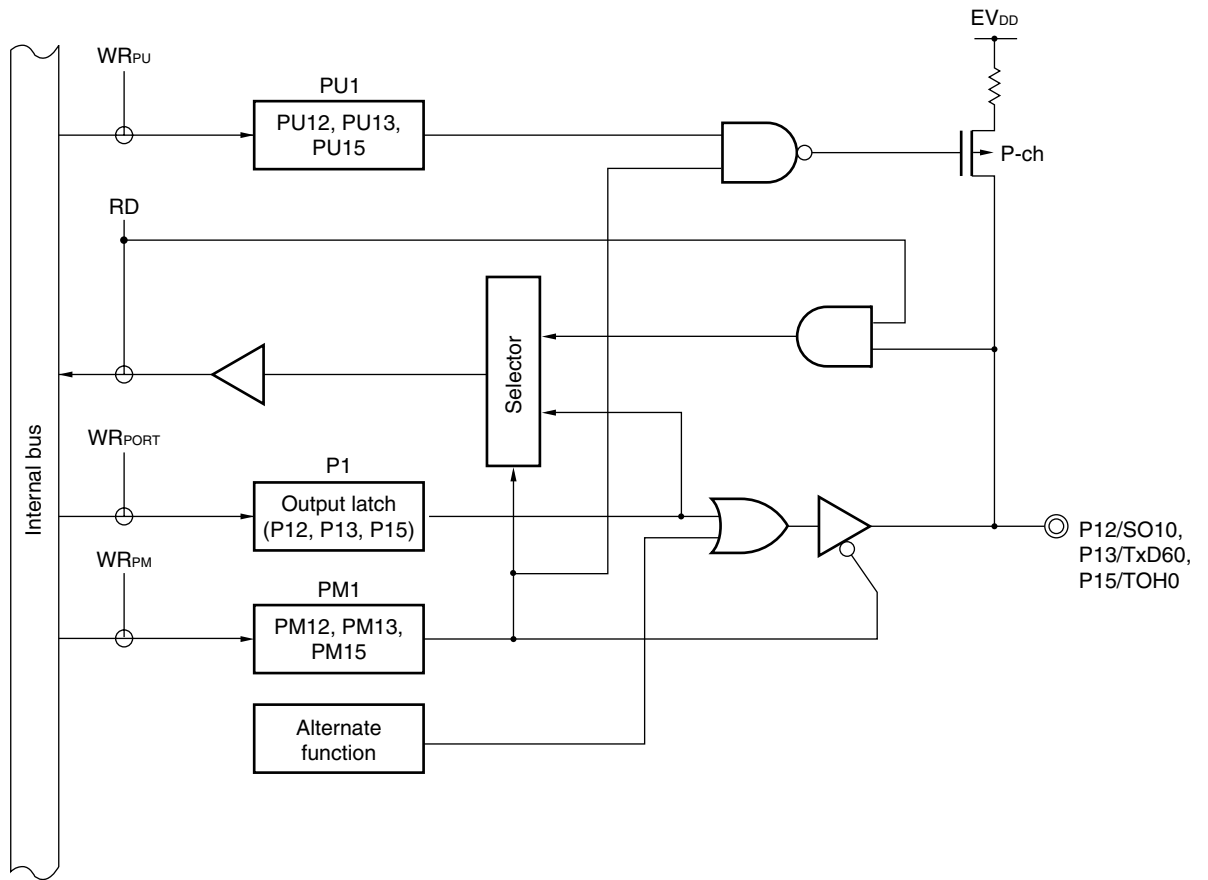 EVDD
WRPU
PU1
PU12, PU13,
PU15
P-ch
RD
Selector
Internal bus
WRPORT
P1
Output latch
(P12, P13, P15)
P12/SO10,
P13/TxD60,
P15/TOH0
WRPM
PM1
PM12, PM13,
PM15
Alternate
function